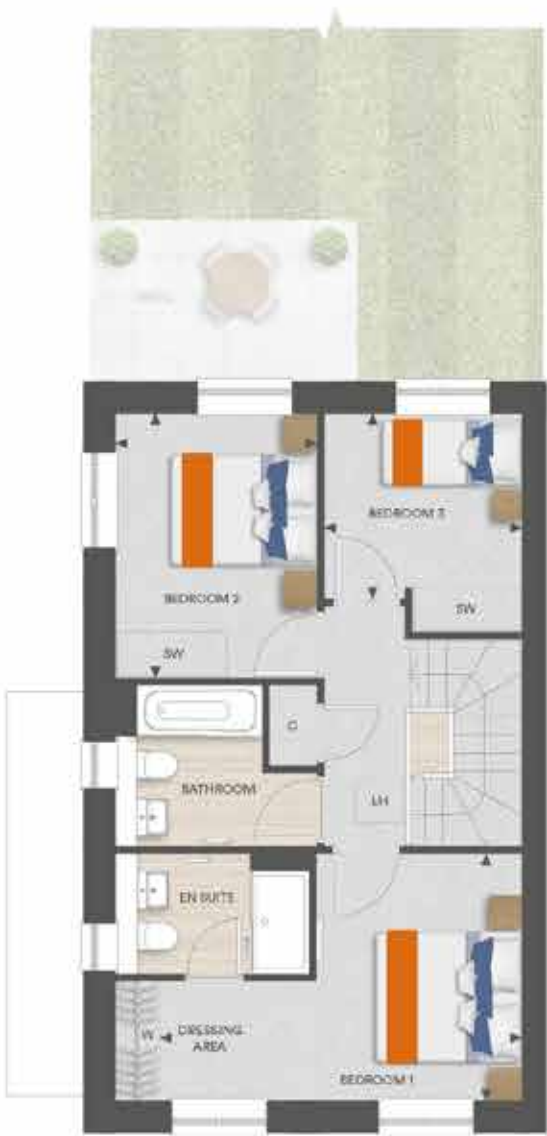 BEDROOM 3
BEDROOM 2
SW
SW
C
BATHROOM
LH
EN SUITE
W
DRESSING
AREA
BEDROOM 1